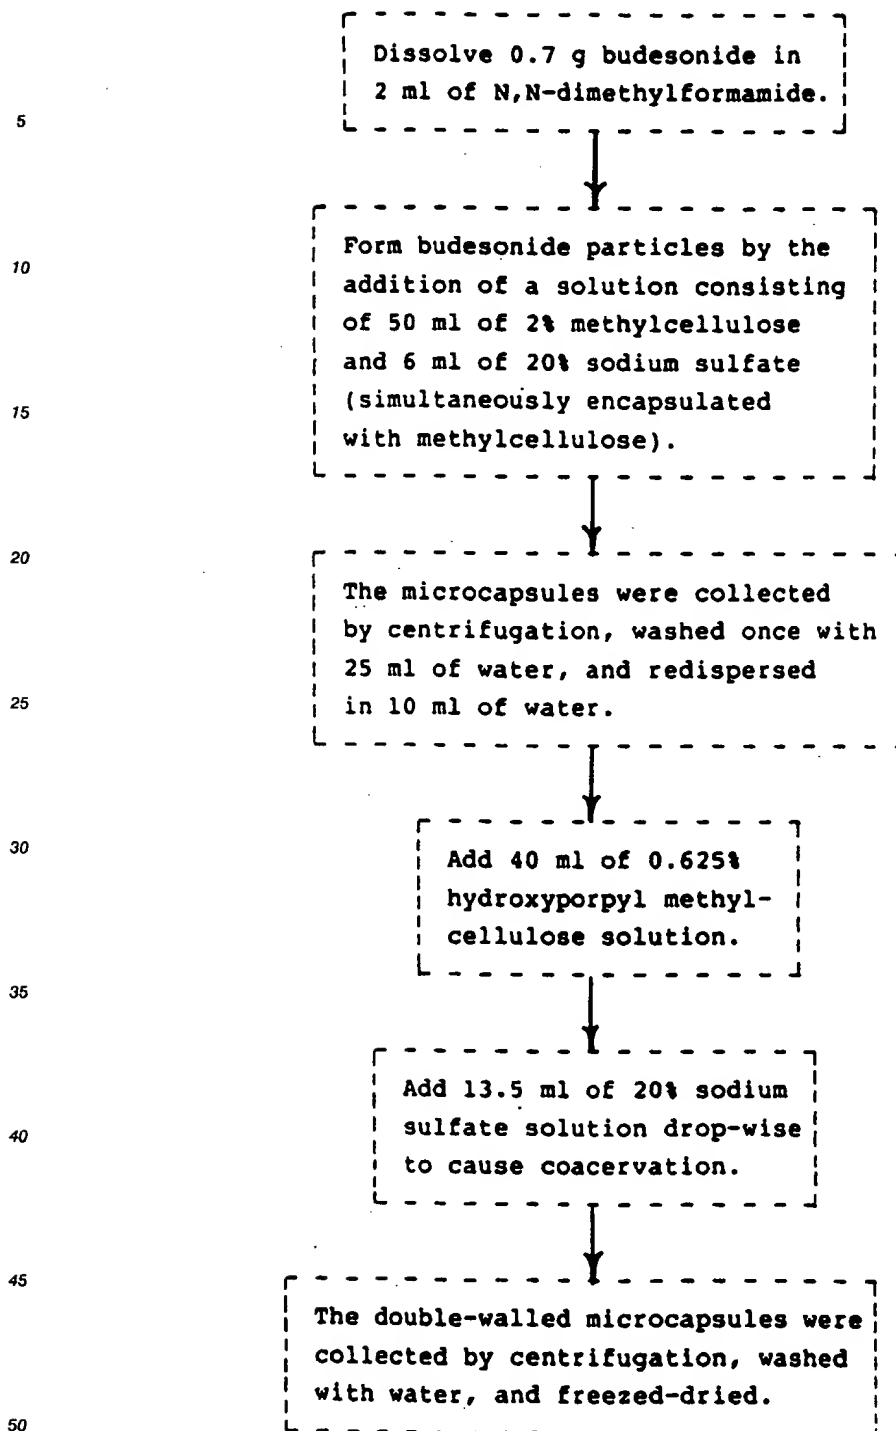 Dissolve 0.7 g budesonide in
2 ml of N,N-dimethylformamide.
5
Form budesonide particles by the
10
addition of a solution consisting
of 50 ml of 2% methylcellulose
and 6 ml of 20% sodium sulfate
15
(simultaneously encapsulated
with methylcellulose).
20
The microcapsules were collected
by centrifugation, washed once with
25 ml of water, and redispersed
25
in 10 ml of water.
30
Add 40 ml of 0.625%
hydroxyporpyl methyl-
cellulose solution.
35
Add 13.5 ml of 20% sodium
sulfate solution drop-wise
40
to cause coacervation.
45
The double-walled microcapsules were
collected by centrifugation, washed
with water, and freezed-dried.
50